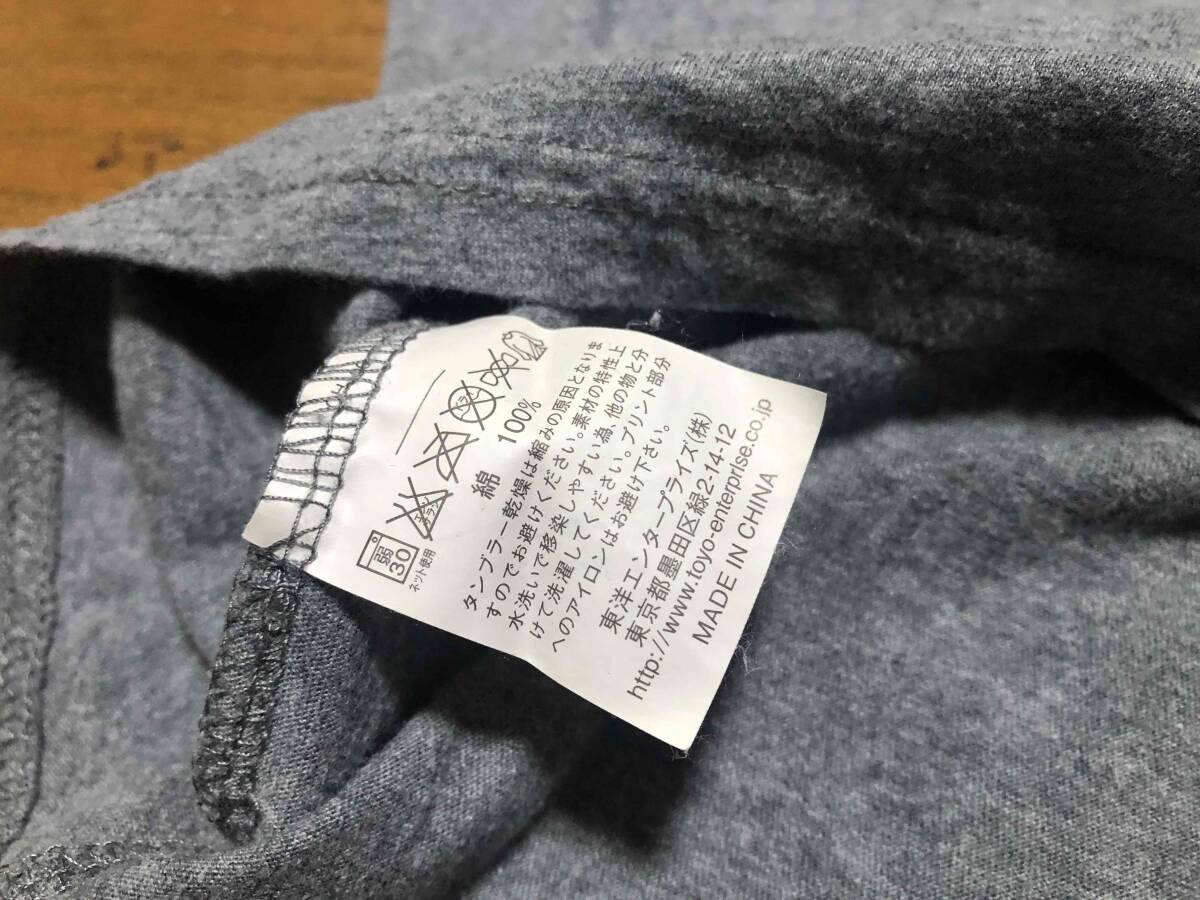 弱
30
ネット使用
エンソ
サラシ
綿 100%
タンブラー乾燥は縮みの原因となりま
すのでお避けください。素材の特性上
水洗いで移染しやすい為、他の物と分
けて洗濯してください。プリント部分
へのアイロンはお避け下さい。
東洋エンタープライズ(株)
東京都墨田区緑2-14-12
http://www.toyo-enterprise.co.jp
MADE IN CHINA